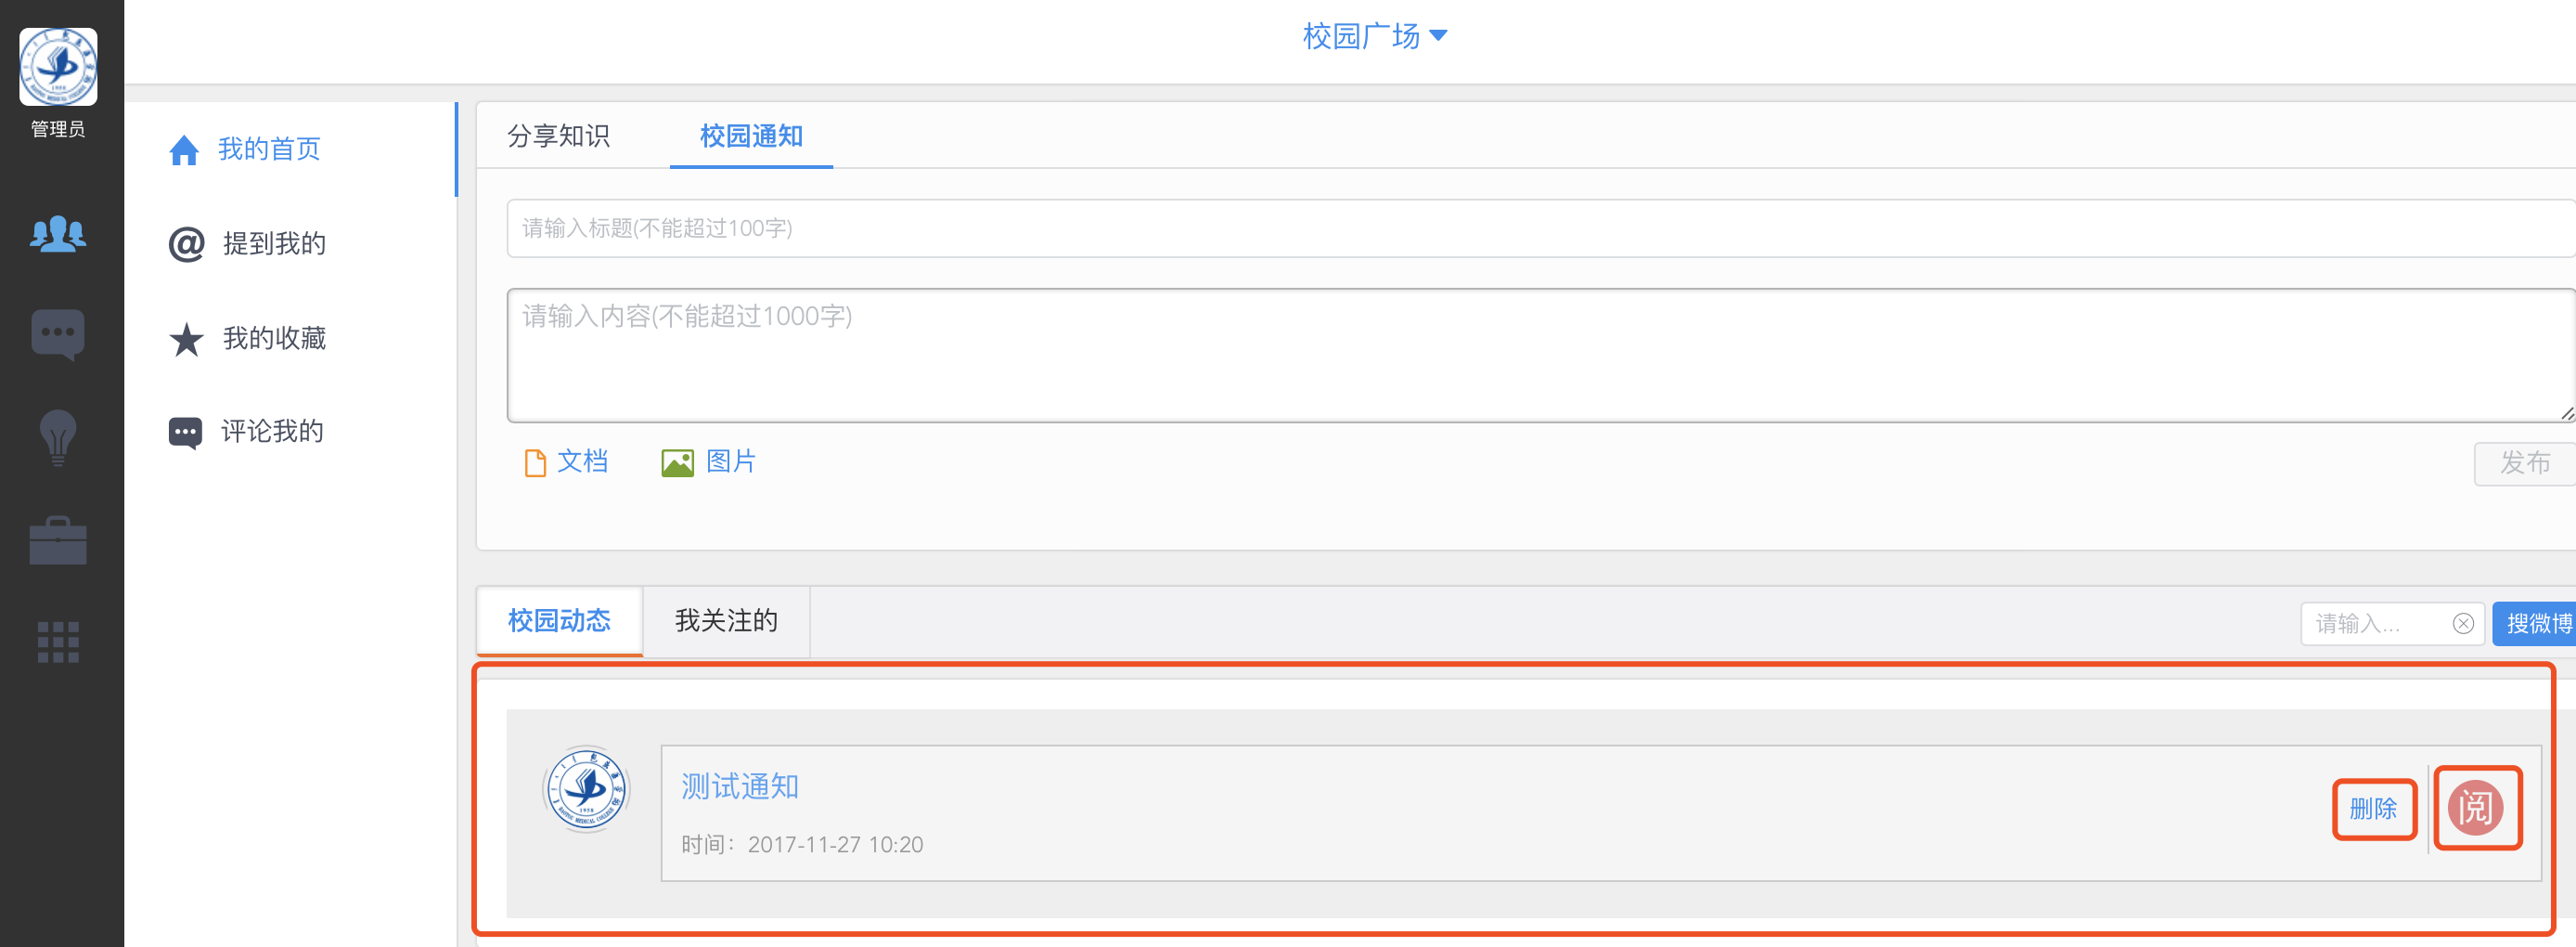 校园广场
管理员
我的首页
提到我的
我的收藏
评论我的
分享知识
校园通知
请输入标题(不能超过100字)
请输入内容(不能超过1000字)
文档
图片
发布
校园动态
我关注的
请输入...
搜微博
测试通知
时间：2017-11-27 10:20
删除
阅